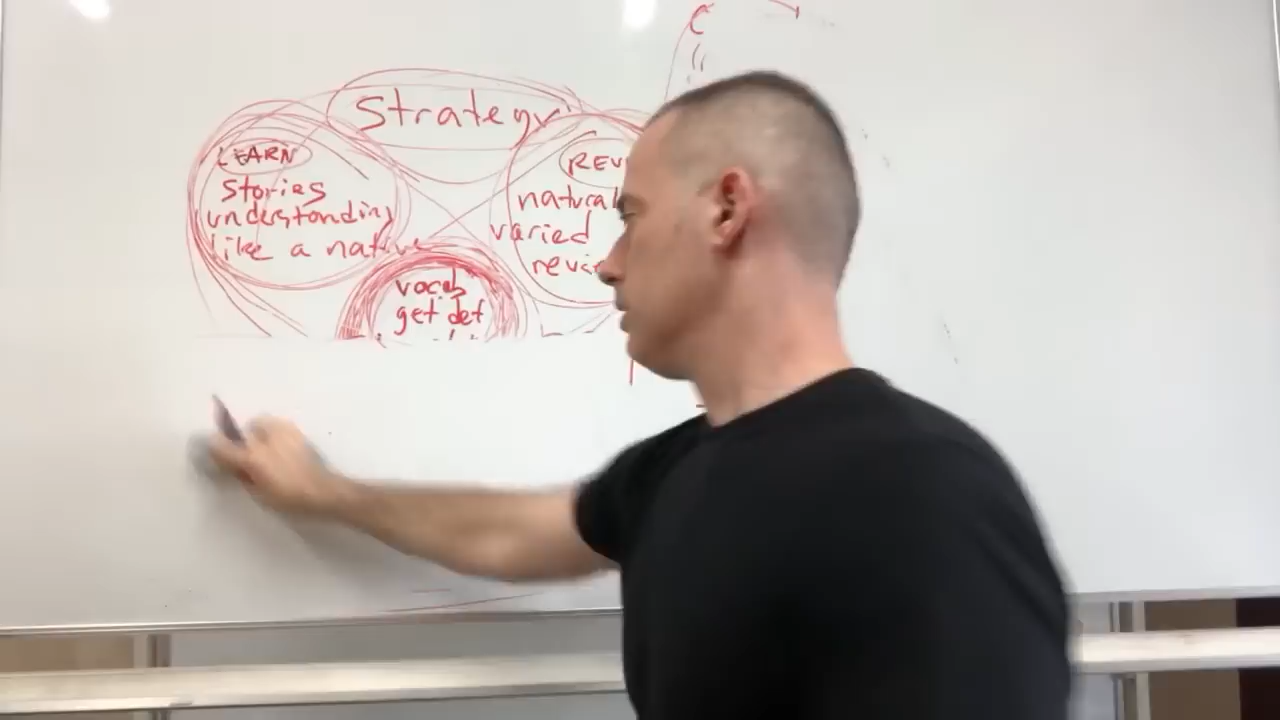 strategy
LEARN
stories
understanding
like a native
REV
natural
varied
revi
vocab
get def